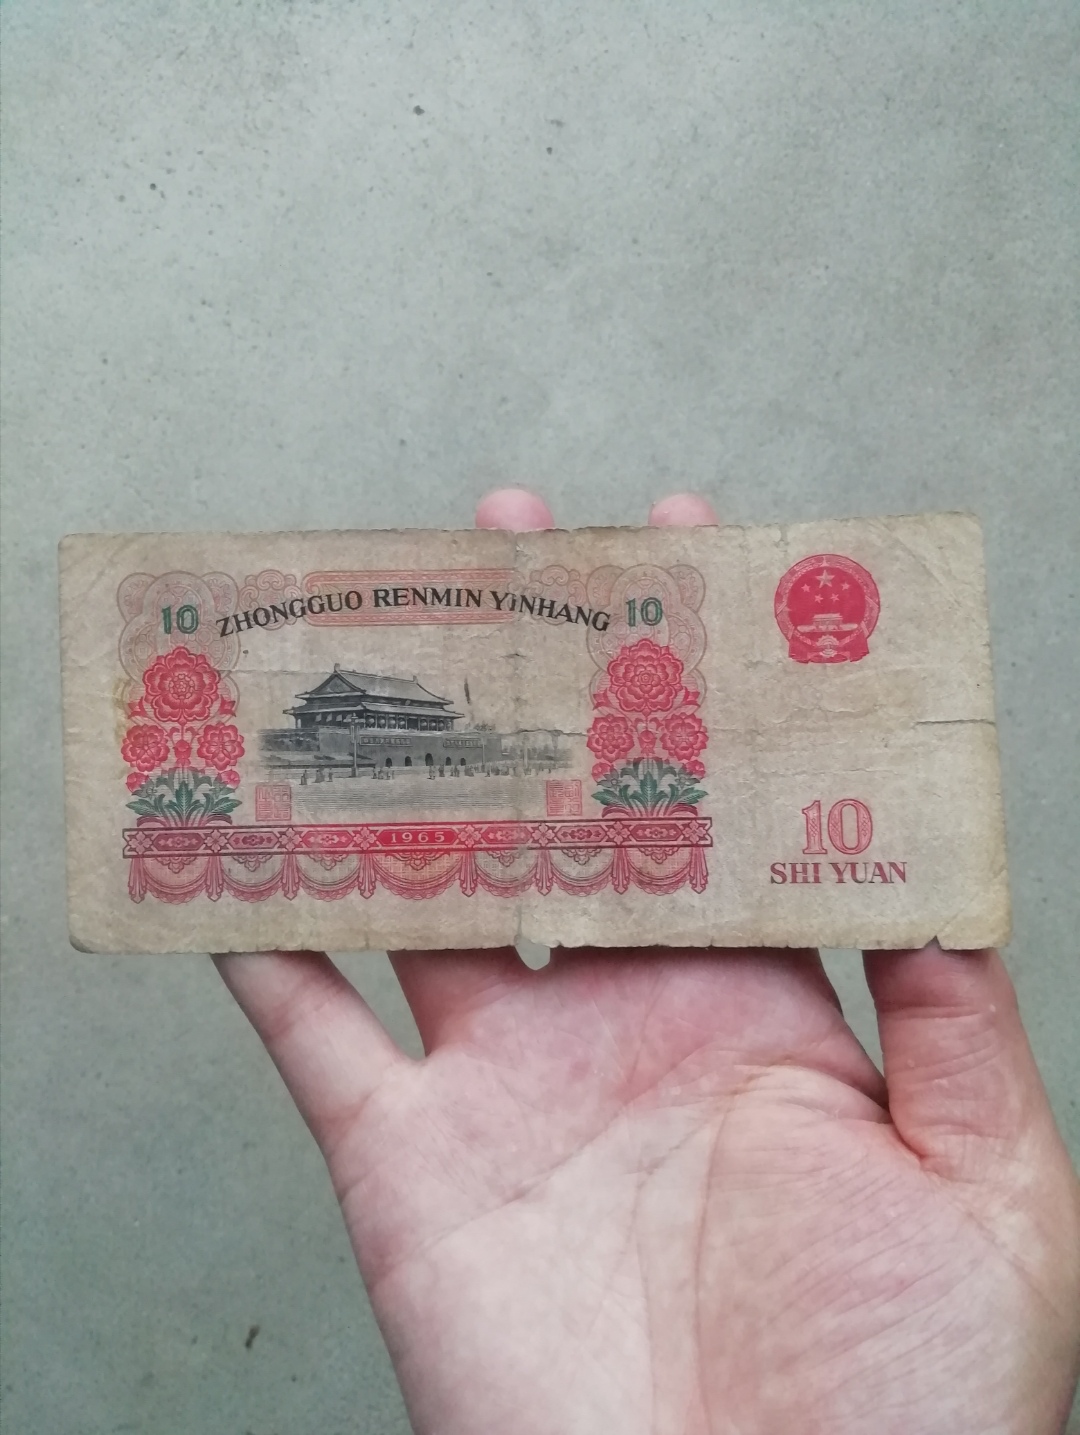 10 ZHONGGUO RENMIN YINHANG 10
1965
10
SHI YUAN